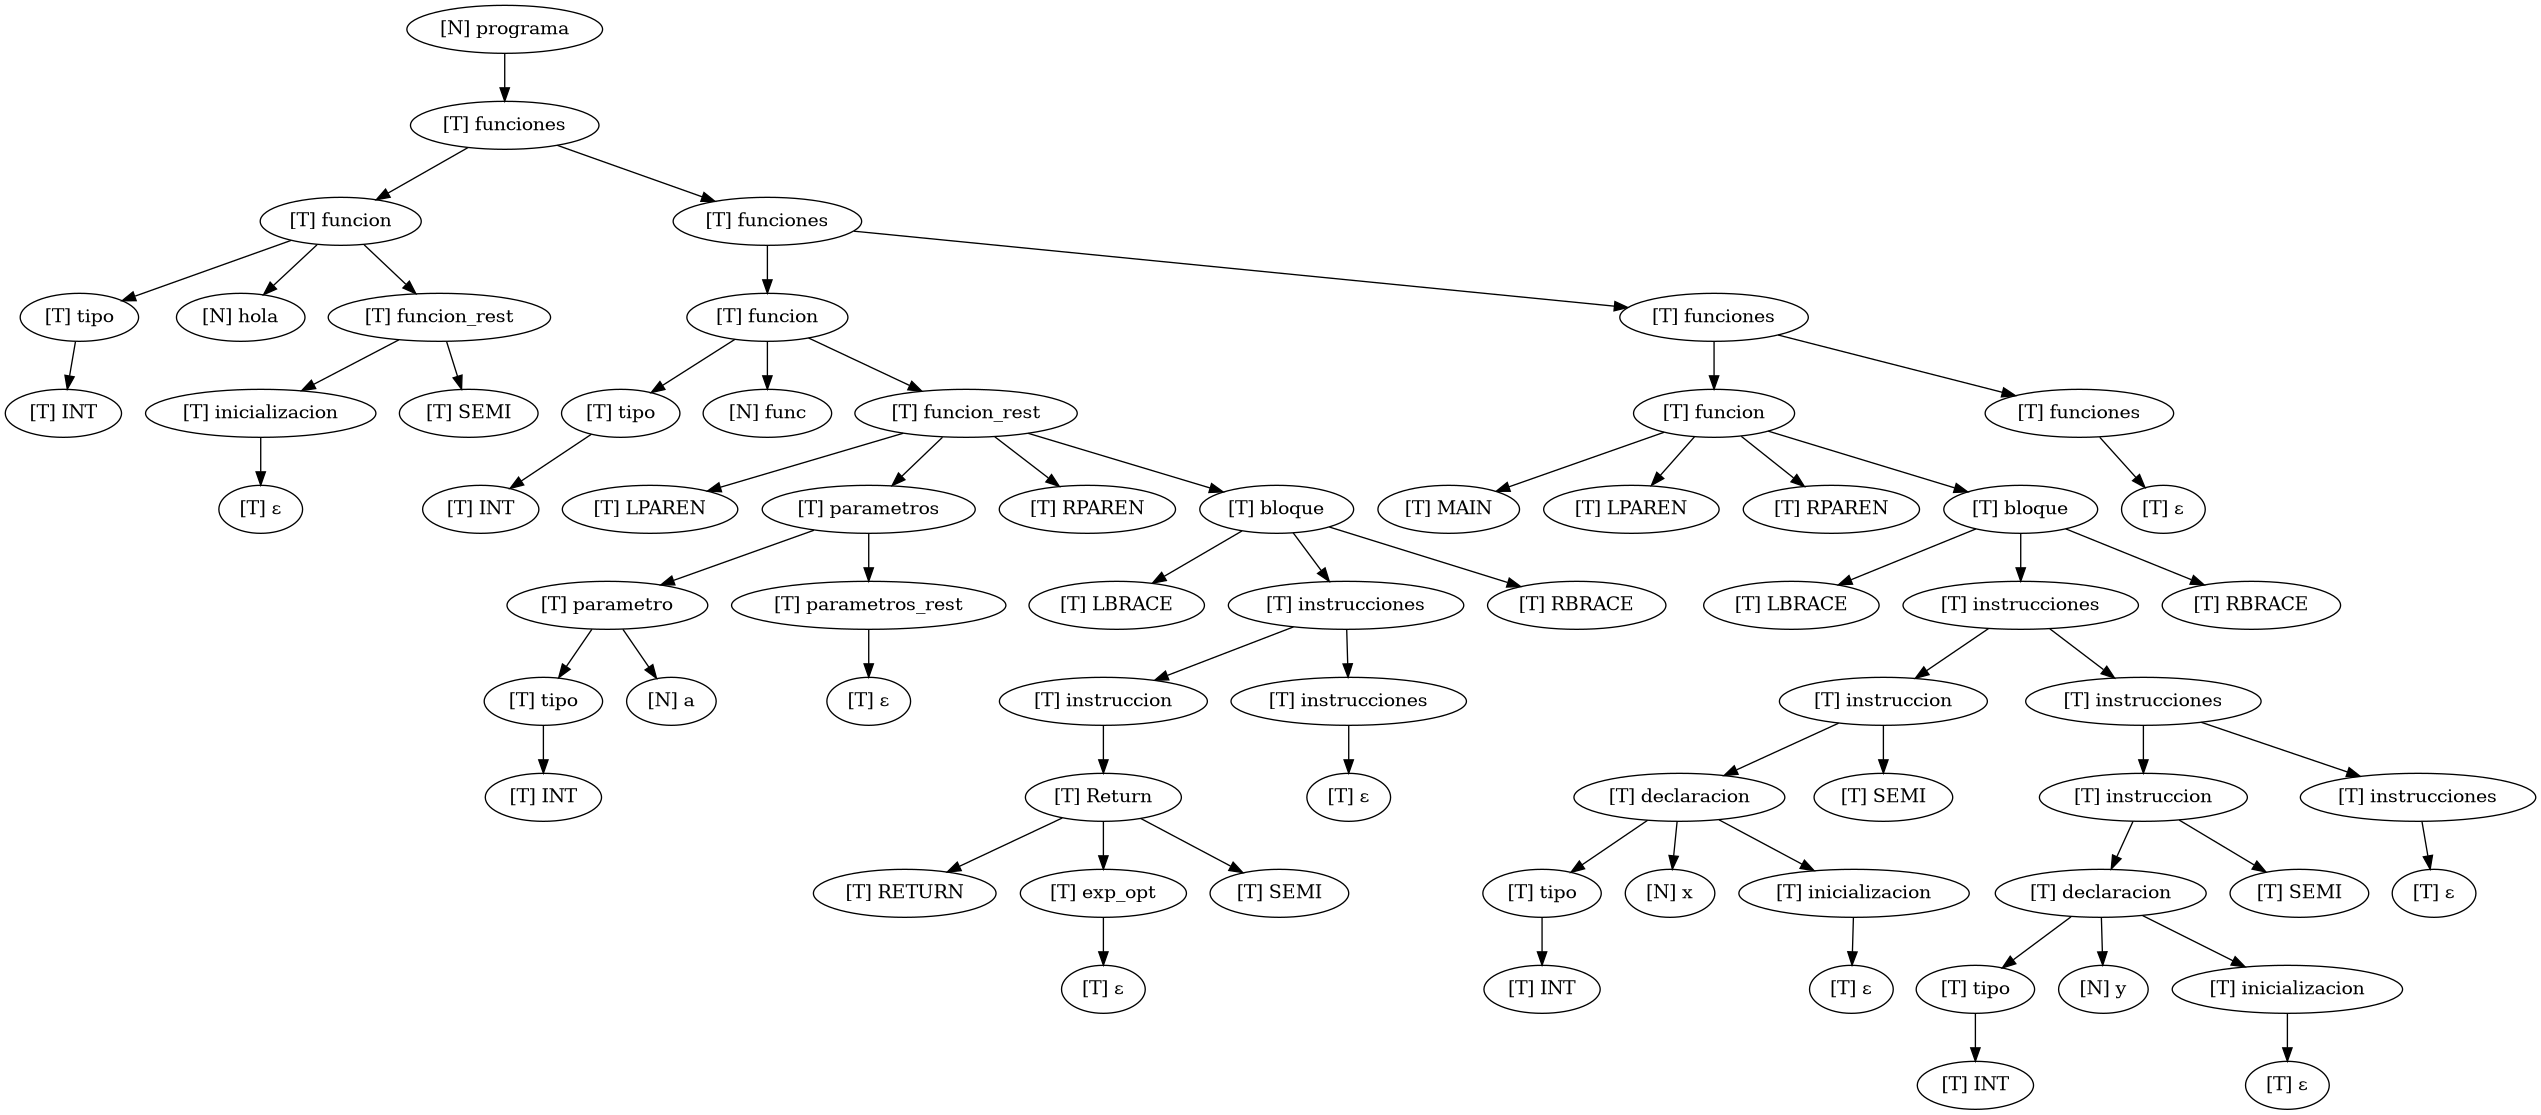 [N] programa
[T] funciones
[T] funcion
[T] funciones
[T] tipo
[N] hola
[T] funcion_rest
[T] funcion
[T] funciones
[T] INT
[T] inicializacion
[T] SEMI
[T] tipo
[N] func
[T] funcion_rest
[T] funcion
[T] funciones
[T] ε
[T] INT
[T] LPAREN
[T] parametros
[T] RPAREN
[T] bloque
[T] MAIN
[T] LPAREN
[T] RPAREN
[T] bloque
[T] ε
[T] parametro
[T] parametros_rest
[T] LBRACE
[T] instrucciones
[T] RBRACE
[T] LBRACE
[T] instrucciones
[T] RBRACE
[T] tipo
[N] a
[T] ε
[T] instruccion
[T] instrucciones
[T] instruccion
[T] instrucciones
[T] INT
[T] Return
[T] ε
[T] declaracion
[T] SEMI
[T] instruccion
[T] instrucciones
[T] RETURN
[T] exp_opt
[T] SEMI
[T] tipo
[N] x
[T] inicializacion
[T] declaracion
[T] SEMI
[T] ε
[T] ε
[T] INT
[T] ε
[T] tipo
[N] y
[T] inicializacion
[T] INT
[T] ε